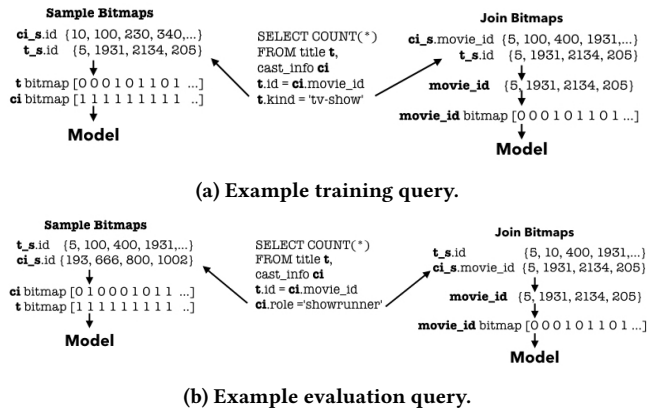 Sample Bitmaps
ci_s.id {10, 100, 230, 340,...}
t_s.id {5, 1931, 2134, 205}
t bitmap [0 0 0 1 0 1 1 0 1 ...]
ci bitmap [1 1 1 1 1 1 1 1 1 ..]
Model
SELECT COUNT(*)
FROM title t,
cast_info ci
t.id = ci.movie_id
t.kind = 'tv-show'
Join Bitmaps
ci_s.movie_id {5, 100, 400, 1931,...}
t_s.id {5, 1931, 2134, 205}
movie_id {5, 1931, 2134, 205}
movie_id bitmap [0 0 0 1 0 1 1 0 1 ...]
Model
(a) Example training query.
Sample Bitmaps
t_s.id {5, 100, 400, 1931,...}
ci_s.id {193, 666, 800, 1002}
ci bitmap [0 1 0 0 0 1 0 1 1 ...]
t bitmap [1 1 1 1 1 1 1 1 1 ..]
Model
SELECT COUNT(*)
FROM title t,
cast_info ci
t.id = ci.movie_id
ci.role ='showrunner'
Join Bitmaps
t_s.id {5, 10, 400, 1931,...}
ci_s.movie_id {5, 1931, 2134, 205}
movie_id {5, 1931, 2134, 205}
movie_id bitmap [0 0 0 1 0 1 1 0 1 ...]
Model
(b) Example evaluation query.